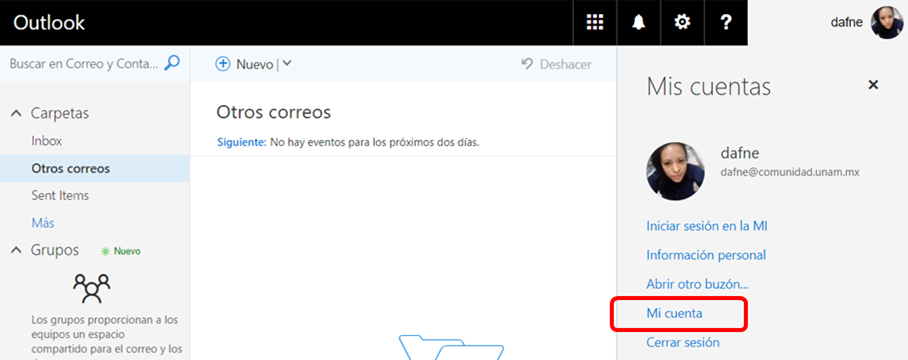 Outlook
dafne
Buscar en Correo y Conta...
Nuevo
Deshacer
Carpetas
Inbox
Otros correos
Sent Items
Más
Grupos
Nuevo
Los grupos proporcionan a los
equipos un espacio
compartido para el correo y los
Otros correos
Siguiente: No hay eventos para los próximos dos días.
Mis cuentas
dafne
dafne@comunidad.unam.mx
Iniciar sesión en la MI
Información personal
Abrir otro buzón...
Mi cuenta
Cerrar sesión